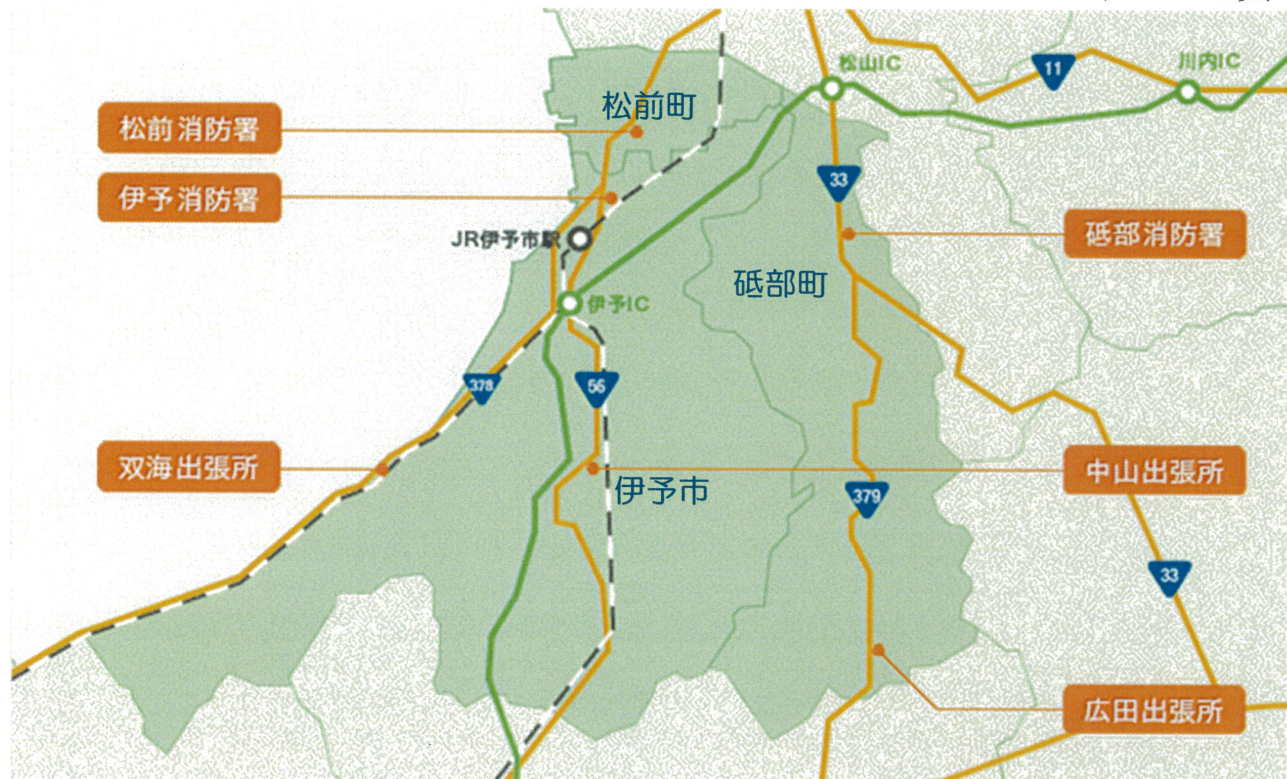 松山IC
川内IC
11
松前町
松前消防署
33
伊予消防署
JR伊予市駅
砥部消防署
砥部町
伊予IC
378
56
双海出張所
中山出張所
伊予市
379
33
広田出張所